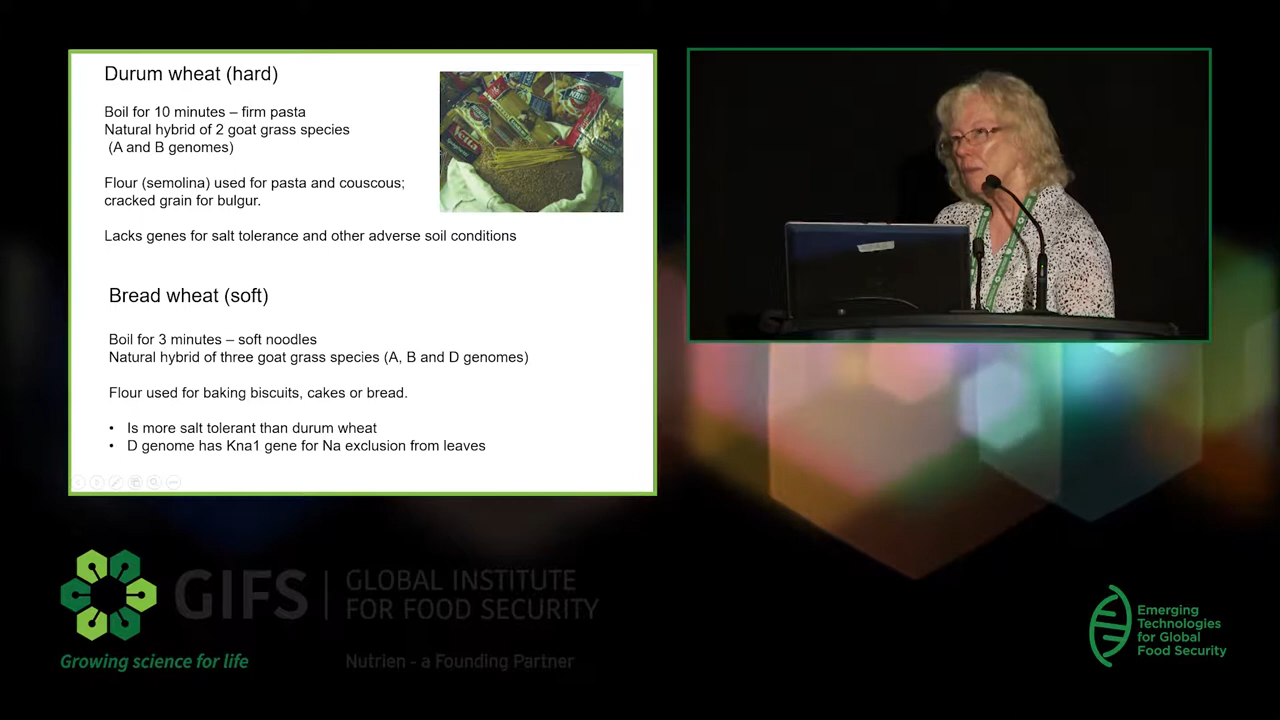 Durum wheat (hard)
Boil for 10 minutes – firm pasta
Natural hybrid of 2 goat grass species
(A and B genomes)
Flour (semolina) used for pasta and couscous;
cracked grain for bulgur.
Lacks genes for salt tolerance and other adverse soil conditions
Bread wheat (soft)
Boil for 3 minutes – soft noodles
Natural hybrid of three goat grass species (A, B and D genomes)
Flour used for baking biscuits, cakes or bread.
• Is more salt tolerant than durum wheat
• D genome has Kna1 gene for Na exclusion from leaves
GIFS
GLOBAL INSTITUTE
FOR FOOD SECURITY
Growing science for life
Nutrien - a Founding Partner
Emerging
Technologies
for Global
Food Security